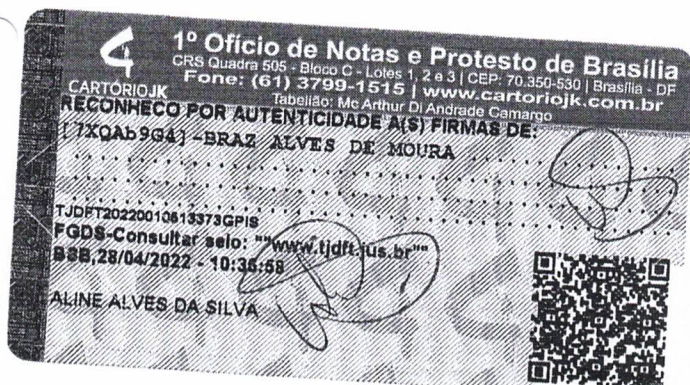 1º Ofício de Notas e Protesto de Brasília
CRS Quadra 505 - Bloco C - Lotes 1, 2 e 3 | CEP: 70.350-530 | Brasília - DF
Fone: (61) 3799-1515 | www.cartoriojk.com.br
Tabelião: Mc Arthur Di Andrade Camargo
CARTÓRIOJK
RECONHEÇO POR AUTENTICIDADE A(S) FIRMAS DE:
[7XQAb9G4]-BRAZ ALVES DE MOURA
TJDFT20220010613373GPIS
FGDS-Consultar selo: ""www.tjdft.jus.br""
BSB,28/04/2022 - 10:36:58
ALINE ALVES DA SILVA